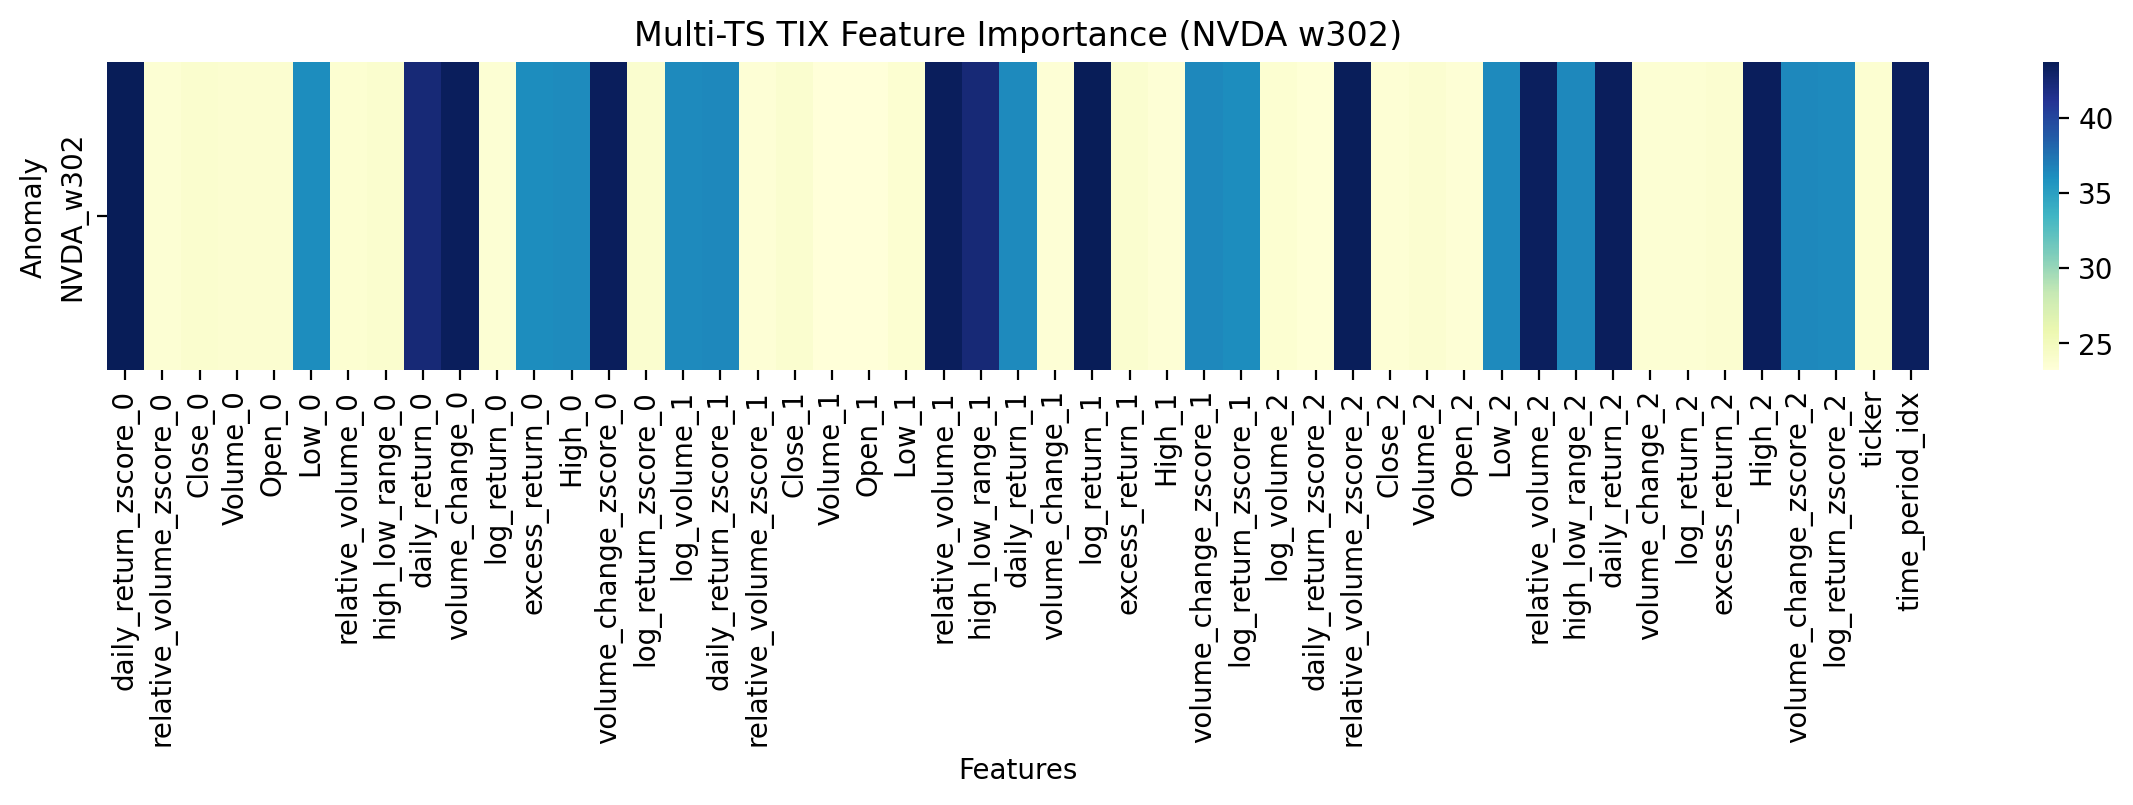 Multi-TS TIX Feature Importance (NVDA w302)
Anomaly
NVDA_w302
40
35
30
25
daily_return_zscore_0
relative_volume_zscore_0
Close_0
Volume_0
Open_0
Low_0
relative_volume_0
high_low_range_0
daily_return_0
volume_change_0
log_return_0
excess_return_0
High_0
volume_change_zscore_0
log_return_zscore_0
log_volume_1
daily_return_zscore_1
relative_volume_zscore_1
Close_1
Volume_1
Open_1
Low_1
relative_volume_1
high_low_range_1
daily_return_1
volume_change_1
log_return_1
excess_return_1
High_1
volume_change_zscore_1
log_return_zscore_1
log_volume_2
daily_return_zscore_2
relative_volume_zscore_2
Close_2
Volume_2
Open_2
Low_2
relative_volume_2
high_low_range_2
daily_return_2
volume_change_2
log_return_2
excess_return_2
High_2
volume_change_zscore_2
log_return_zscore_2
ticker
time_period_idx
Features